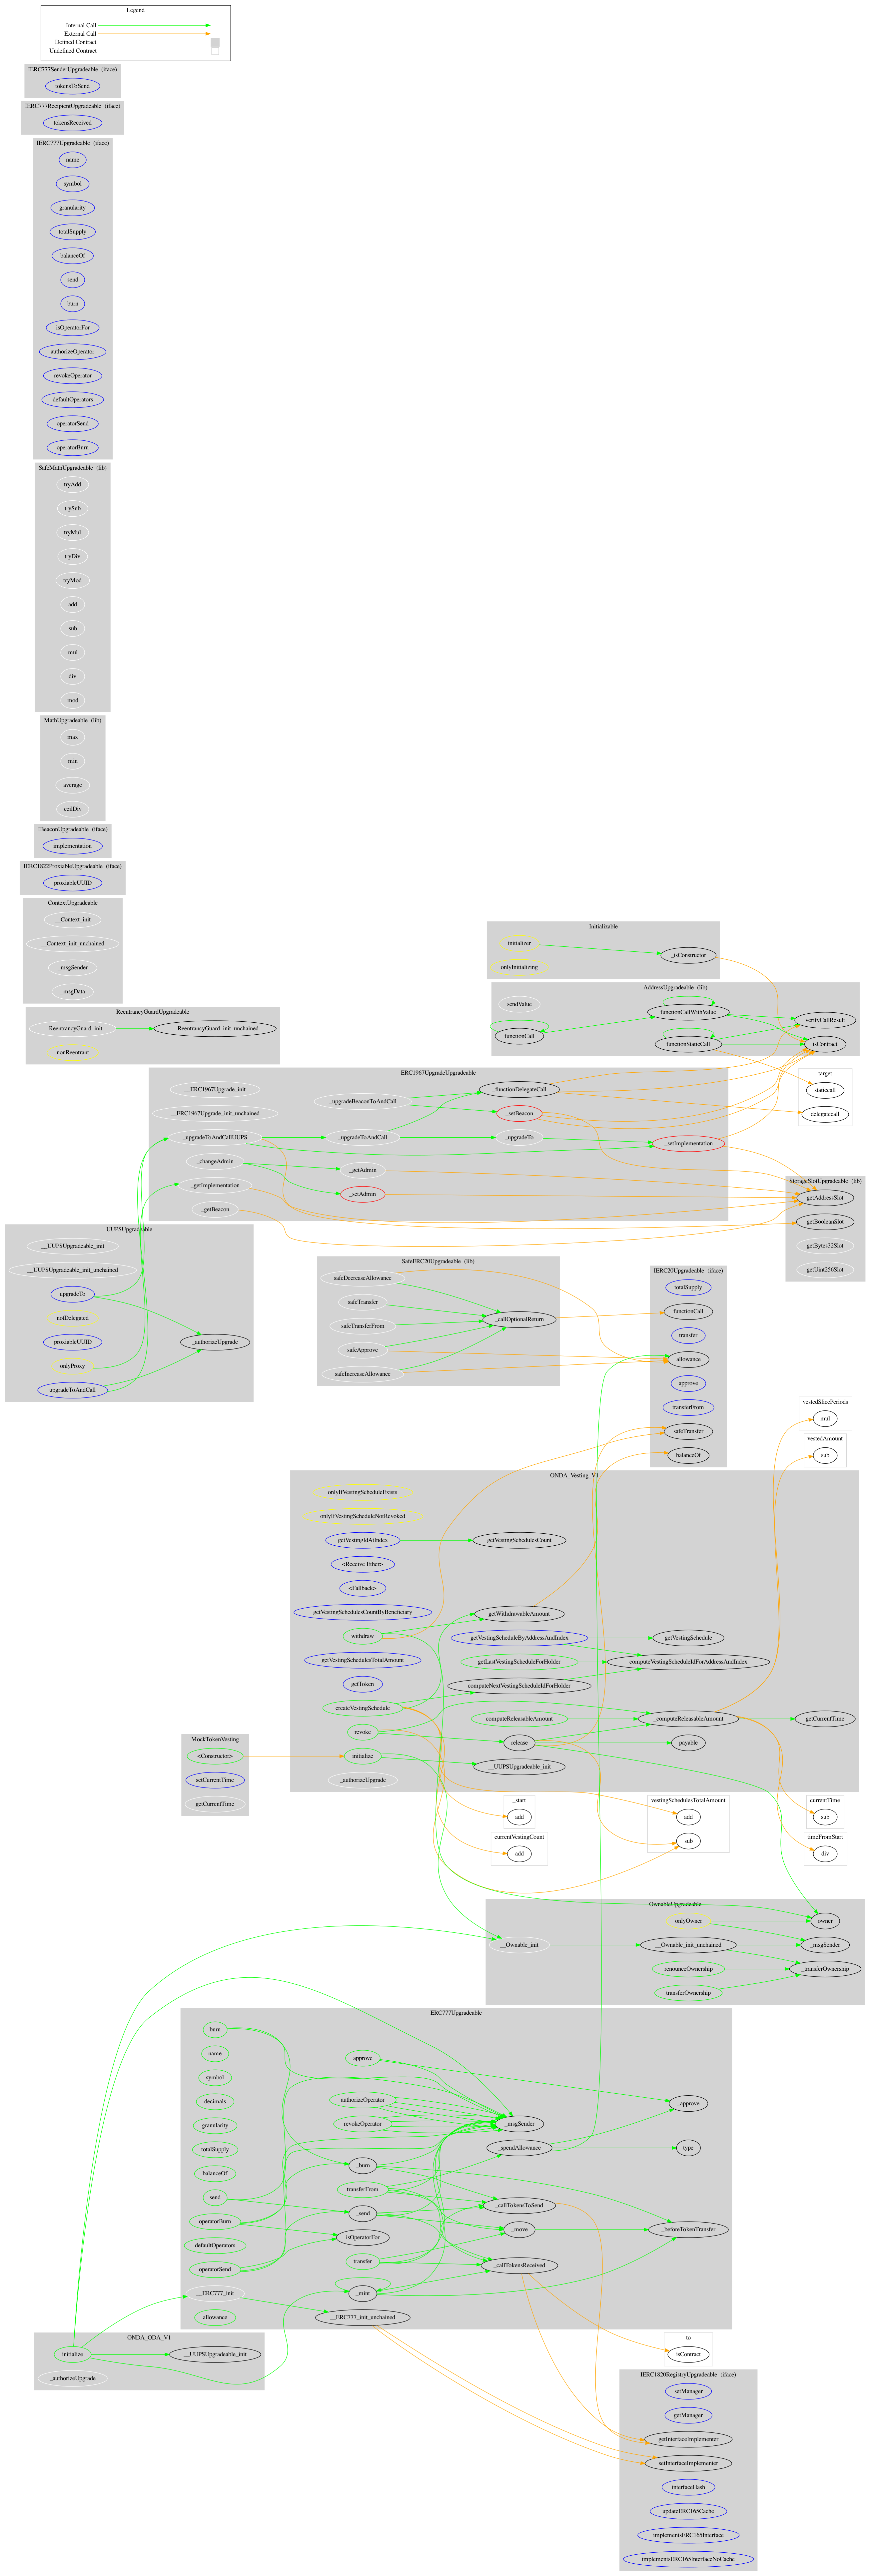 Legend
Internal Call
External Call
Defined Contract
Undefined Contract
IERC777SenderUpgradeable (iface)
tokensToSend
IERC777RecipientUpgradeable (iface)
tokensReceived
IERC777Upgradeable (iface)
name
symbol
granularity
totalSupply
balanceOf
send
burn
isOperatorFor
authorizeOperator
revokeOperator
defaultOperators
operatorSend
operatorBurn
SafeMathUpgradeable (lib)
tryAdd
trySub
tryMul
tryDiv
tryMod
add
sub
mul
div
mod
MathUpgradeable (lib)
max
min
average
ceilDiv
IBeaconUpgradeable (iface)
implementation
IERC1822ProxiableUpgradeable (iface)
proxiableUUID
ContextUpgradeable
__Context_init
__Context_init_unchained
_msgSender
_msgData
Initializable
initializer
_isConstructor
onlyInitializing
ReentrancyGuardUpgradeable
__ReentrancyGuard_init
__ReentrancyGuard_init_unchained
nonReentrant
AddressUpgradeable (lib)
sendValue
functionCall
functionCallWithValue
functionStaticCall
verifyCallResult
isContract
target
staticcall
delegatecall
ERC1967UpgradeUpgradeable
__ERC1967Upgrade_init
__ERC1967Upgrade_init_unchained
_upgradeToAndCallUUPS
_changeAdmin
_getImplementation
_getBeacon
_upgradeBeaconToAndCall
_upgradeToAndCall
_getAdmin
_setAdmin
_functionDelegateCall
_setBeacon
_upgradeTo
_setImplementation
StorageSlotUpgradeable (lib)
getAddressSlot
getBooleanSlot
getBytes32Slot
getUint256Slot
UUPSUpgradeable
__UUPSUpgradeable_init
__UUPSUpgradeable_init_unchained
upgradeTo
notDelegated
proxiableUUID
onlyProxy
upgradeToAndCall
_authorizeUpgrade
SafeERC20Upgradeable (lib)
safeDecreaseAllowance
safeTransfer
safeTransferFrom
safeApprove
safeIncreaseAllowance
_callOptionalReturn
IERC20Upgradeable (iface)
totalSupply
functionCall
transfer
allowance
approve
transferFrom
safeTransfer
balanceOf
vestedSlicePeriods
mul
vestedAmount
sub
ONDA_Vesting_V1
onlyIfVestingScheduleExists
onlyIfVestingScheduleNotRevoked
getVestingIdAtIndex
<Receive Ether>
<Fallback>
getVestingSchedulesCountByBeneficiary
withdraw
getVestingSchedulesTotalAmount
getToken
createVestingSchedule
revoke
initialize
_authorizeUpgrade
getVestingSchedulesCount
getWithdrawableAmount
getVestingScheduleByAddressAndIndex
getLastVestingScheduleForHolder
computeNextVestingScheduleIdForHolder
computeReleasableAmount
release
__UUPSUpgradeable_init
getVestingSchedule
computeVestingScheduleIdForAddressAndIndex
_computeReleasableAmount
payable
getCurrentTime
MockTokenVesting
<Constructor>
setCurrentTime
getCurrentTime
_start
add
currentVestingCount
add
vestingSchedulesTotalAmount
add
sub
currentTime
sub
timeFromStart
div
OwnableUpgradeable
onlyOwner
__Ownable_init
__Ownable_init_unchained
renounceOwnership
transferOwnership
owner
_msgSender
_transferOwnership
ERC777Upgradeable
burn
name
symbol
decimals
granularity
totalSupply
balanceOf
send
operatorBurn
defaultOperators
operatorSend
__ERC777_init
allowance
approve
authorizeOperator
revokeOperator
_burn
transferFrom
_send
isOperatorFor
transfer
_mint
__ERC777_init_unchained
_msgSender
_spendAllowance
_callTokensToSend
_move
_callTokensReceived
_approve
type
_beforeTokenTransfer
ONDA_ODA_V1
initialize
__UUPSUpgradeable_init
_authorizeUpgrade
to
isContract
IERC1820RegistryUpgradeable (iface)
setManager
getManager
getInterfaceImplementer
setInterfaceImplementer
interfaceHash
updateERC165Cache
implementsERC165Interface
implementsERC165InterfaceNoCache